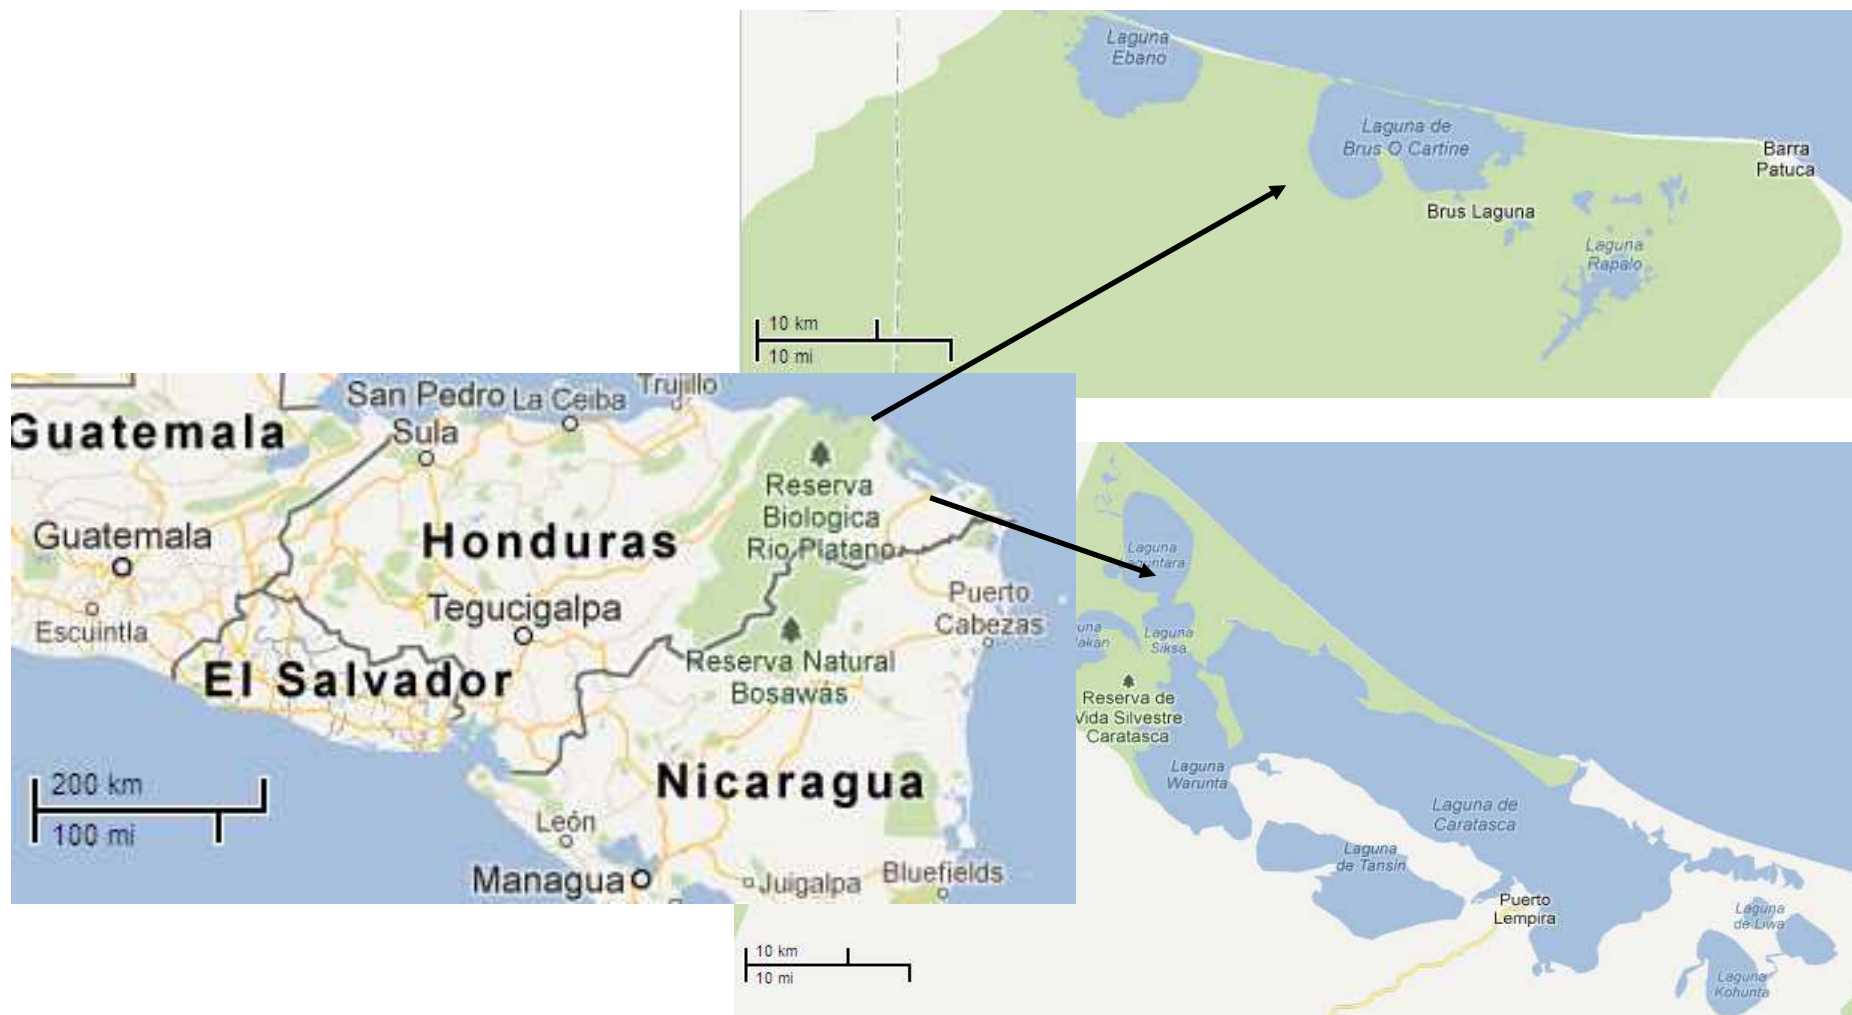 Laguna
Ebano
Laguna de
Brus O Cartine
Barra
Patuca
Brus Laguna
Laguna
Rapalo
10 km
10 mi
San Pedro
Sula
La Ceiba
Trujillo
Guatemala
Reserva
Biologica
Rio Platano
Honduras
Guatemala
Tegucigalpa
Escuintla
Puerto
Cabezas
El Salvador
Reserva Natural
Bosawás
Nicaragua
200 km
100 mi
León
Managua
Juigalpa
Bluefields
Laguna
Laguna
Siksa
Reserva de
Vida Silvestre
Caratasca
Laguna
Warunta
Laguna de
Caratasca
Laguna
de Tansin
Puerto
Lempira
Laguna
de Liwa
Laguna
Kohunta
10 km
10 mi